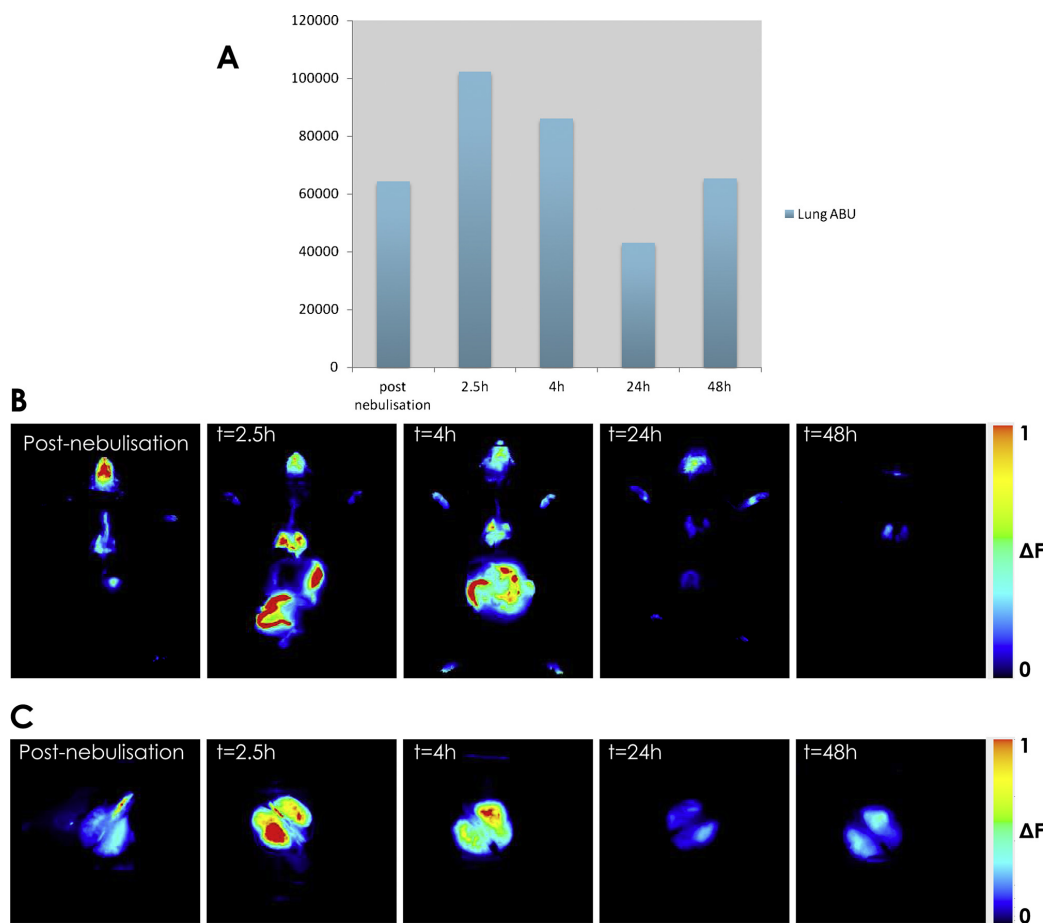 A
120000
100000
80000
60000
40000
20000
0
post
nebulisation
2.5h
4h
24h
48h
Lung ABU
B
Post-nebulisation
t=2.5h
t=4h
t=24h
t=48h
1
ΔF
0
C
Post-nebulisation
t=2.5h
t=4h
t=24h
t=48h
1
ΔF
0